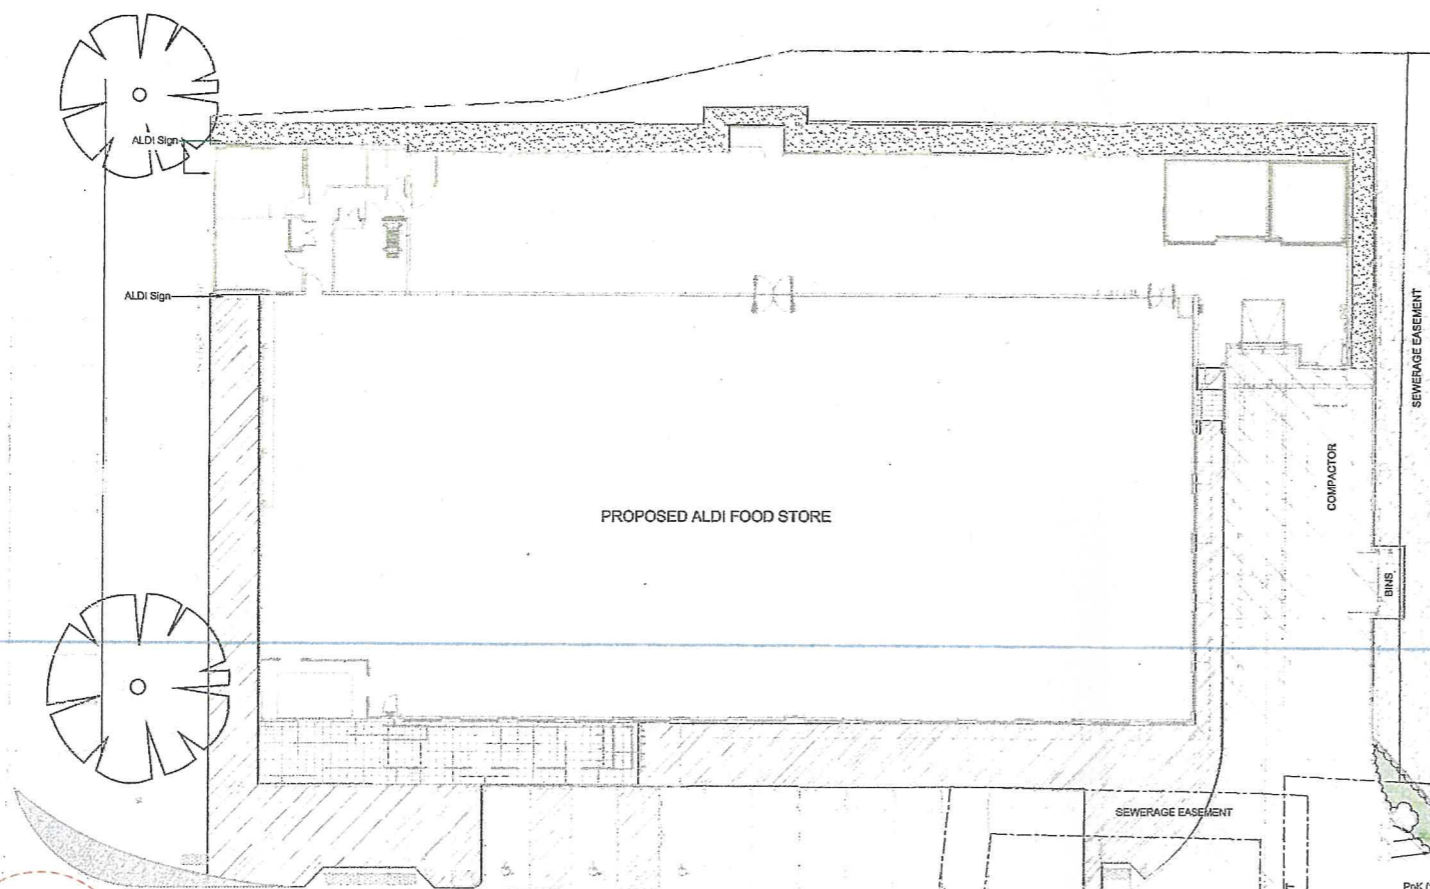 ALDI Sign
ALDI Sign
SEWERAGE EASEMENT
COMPACTOR
PROPOSED ALDI FOOD STORE
BINS
SEWERAGE EASEMENT